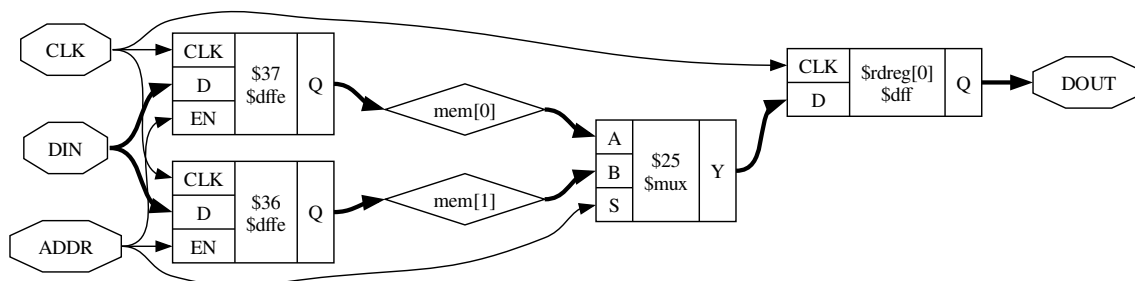 CLK
DIN
ADDR
CLK
D
EN
$37
$dffe
Q
CLK
D
EN
$36
$dffe
Q
mem[0]
mem[1]
A
B
S
$25
$mux
Y
CLK
D
$rdreg[0]
$dff
Q
DOUT